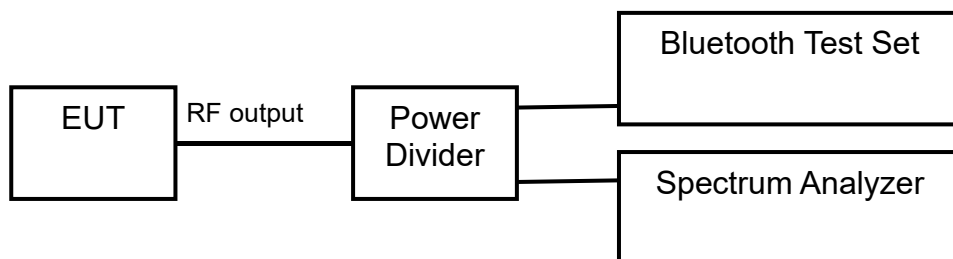 Bluetooth Test Set
EUT
RF output
Power
Divider
Spectrum Analyzer